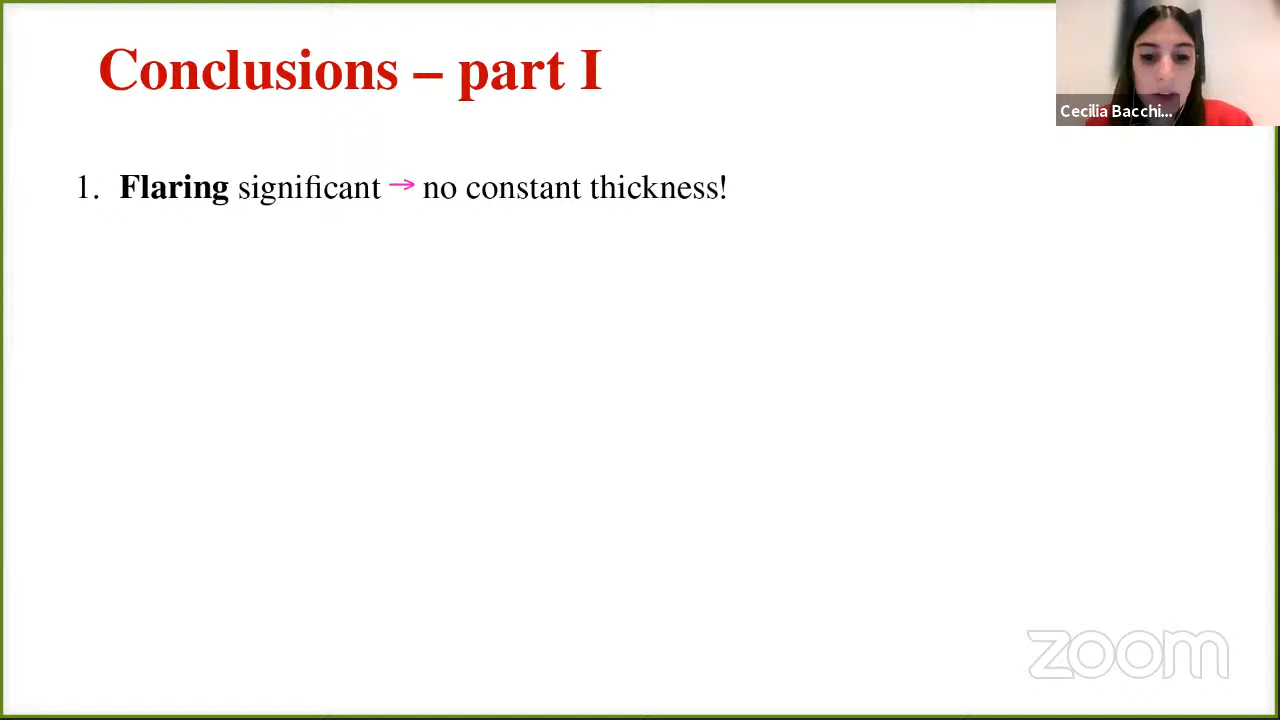 Conclusions – part I
Cecilia Bacchi...
1. Flaring significant → no constant thickness!
zoom